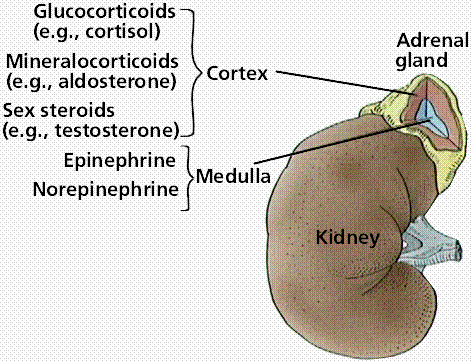 Glucocorticoids
(e.g., cortisol)
Mineralocorticoids
(e.g., aldosterone)
Sex steroids
(e.g., testosterone)
Cortex
Adrenal
gland
Epinephrine
Norepinephrine
Medulla
Kidney